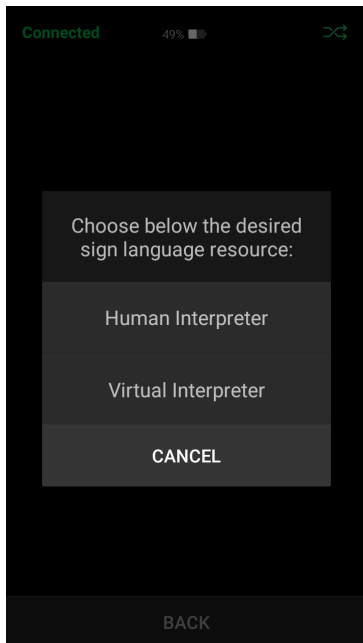 Connected 49%
Choose below the desired
sign language resource:
Human Interpreter
Virtual Interpreter
CANCEL
BACK